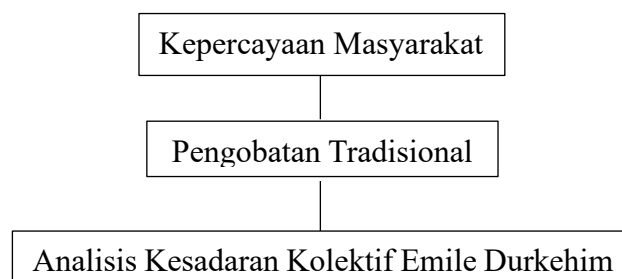 Kepercayaan Masyarakat
Pengobatan Tradisional
Analisis Kesadaran Kolektif Emile Durkehim